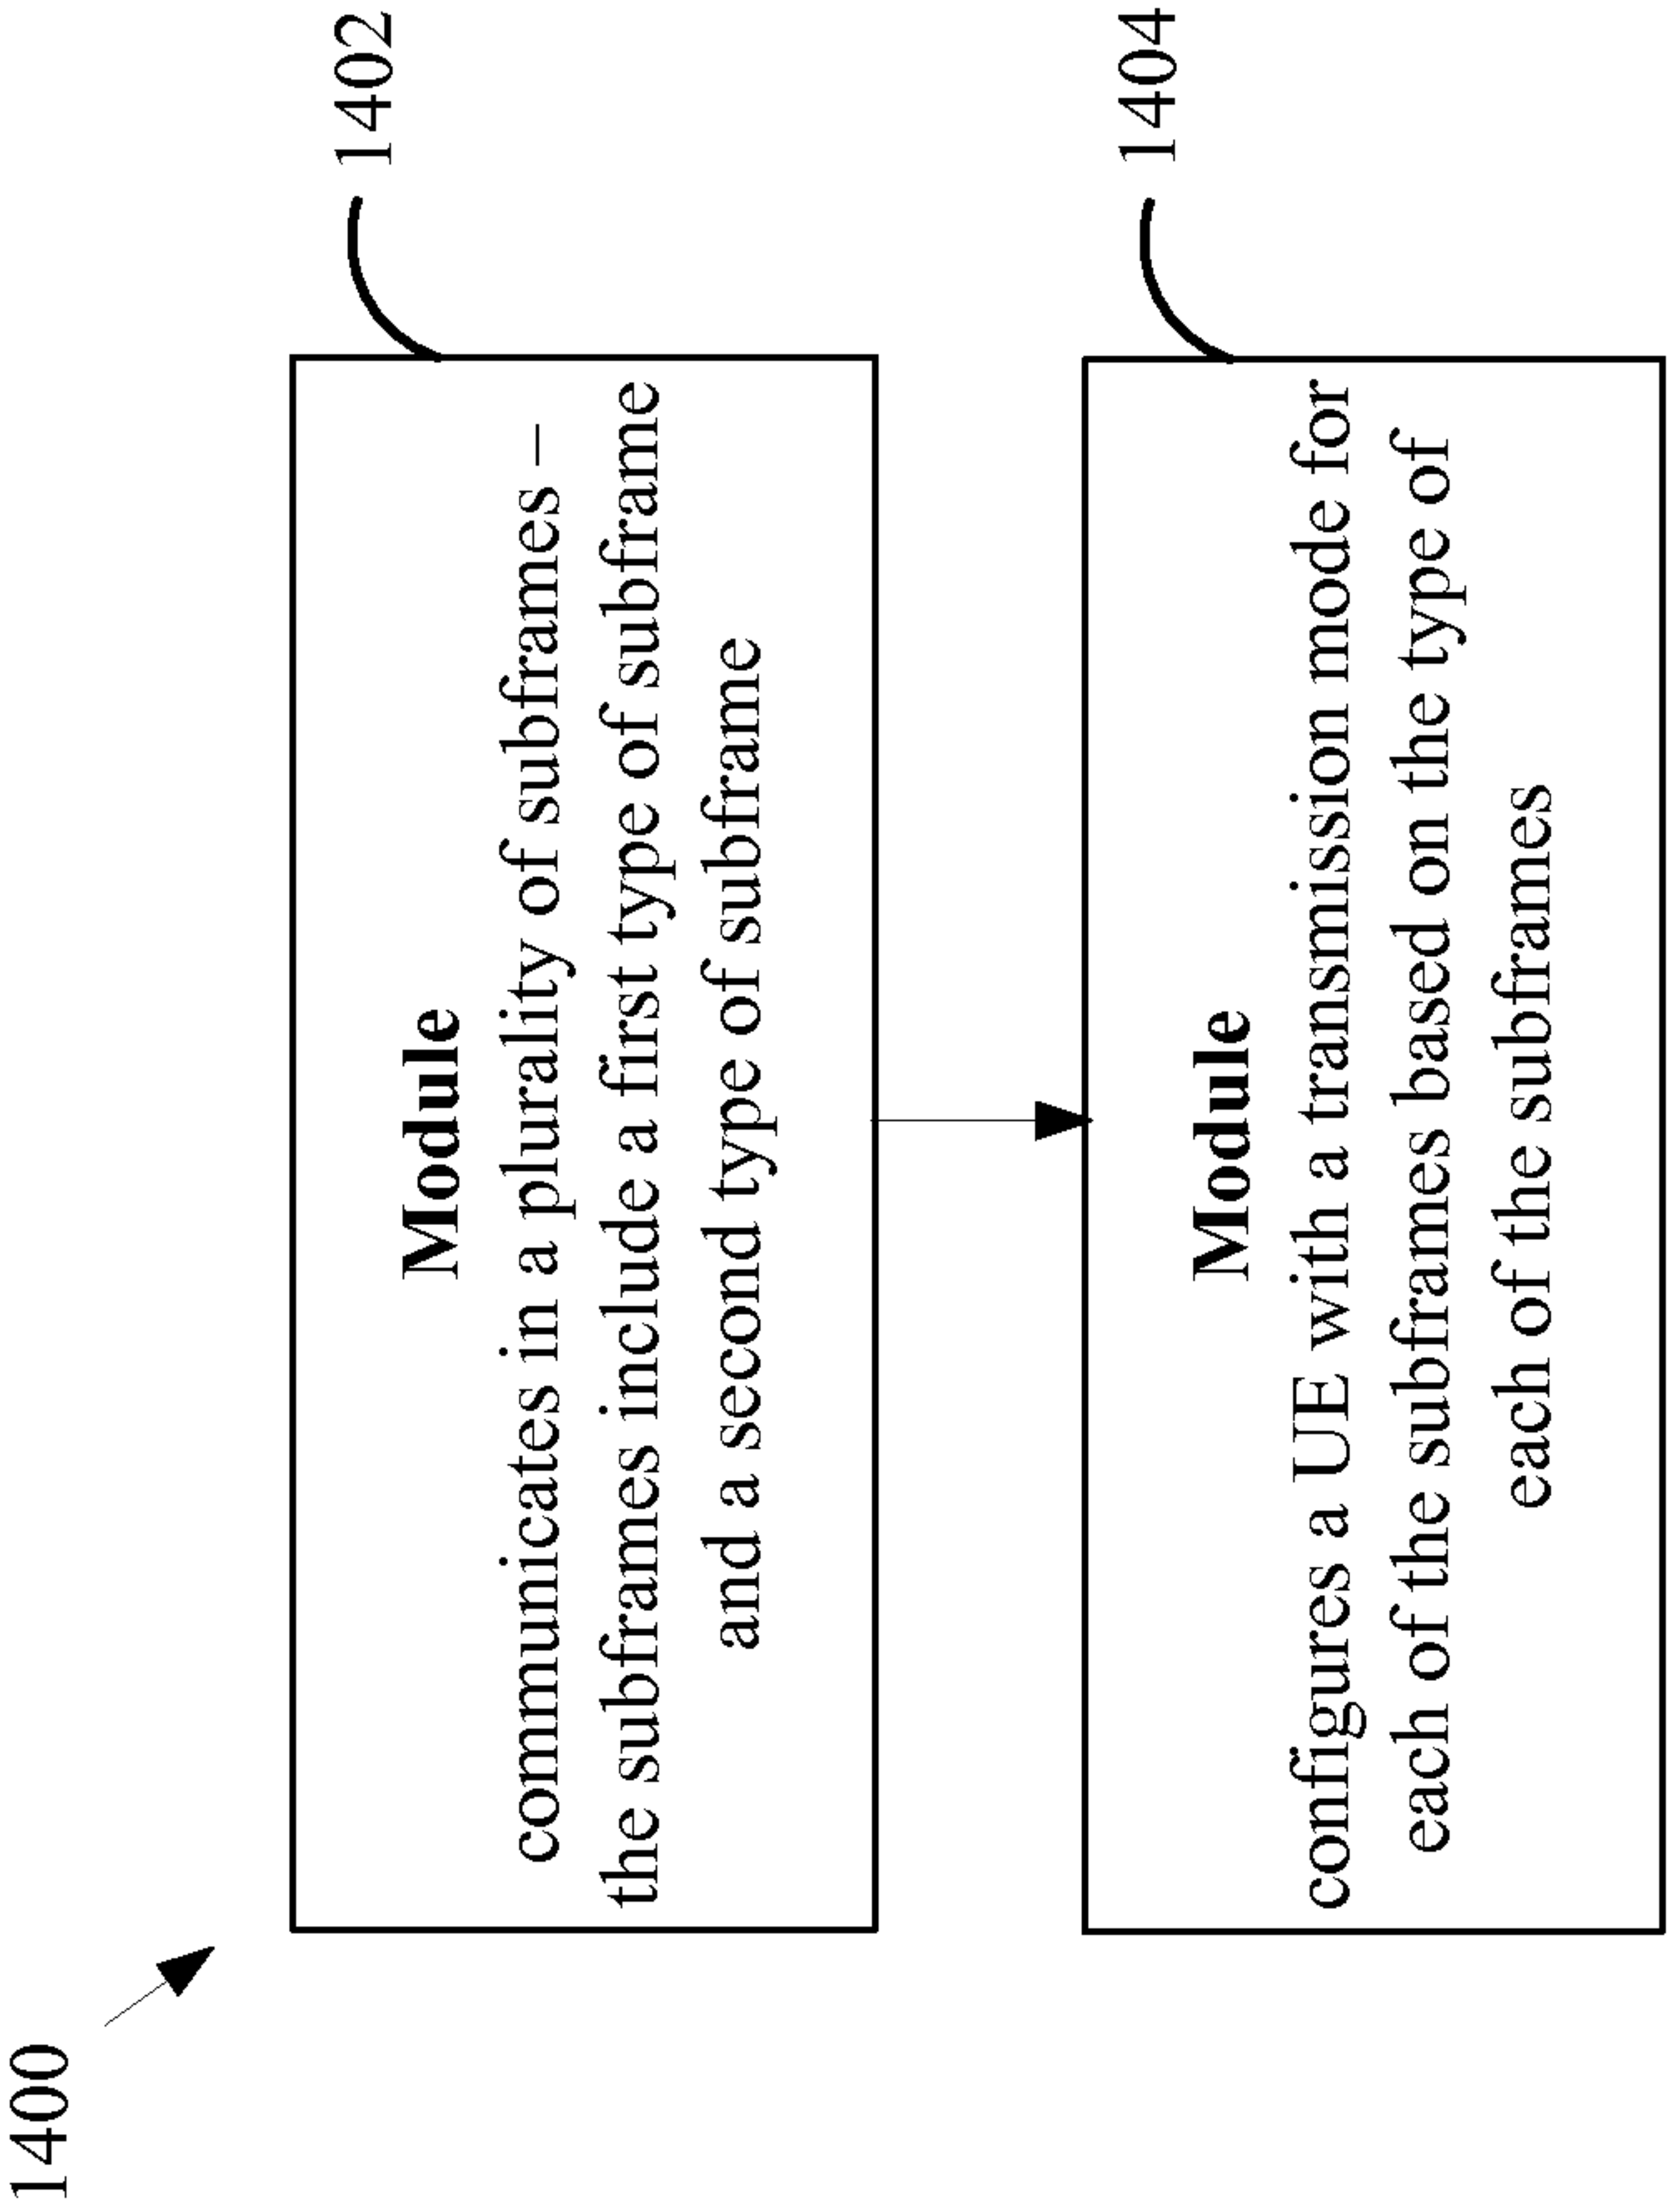 1400
1402
Module
communicates in a plurality of subframes –
the subframes include a first type of subframe
and a second type of subframe
1404
Module
configures a UE with a transmission mode for
each of the subframes based on the type of
each of the subframes